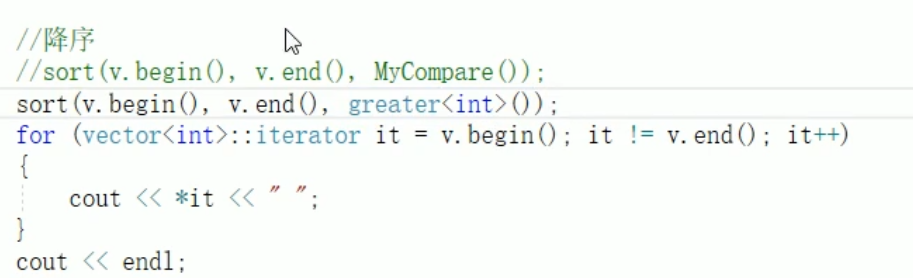 //降序
//sort(v.begin(), v.end(), MyCompare());
sort(v.begin(), v.end(), greater<int>());
for (vector<int>::iterator it = v.begin(); it != v.end(); it++)
{
    cout << *it << " ";
}
cout << endl;